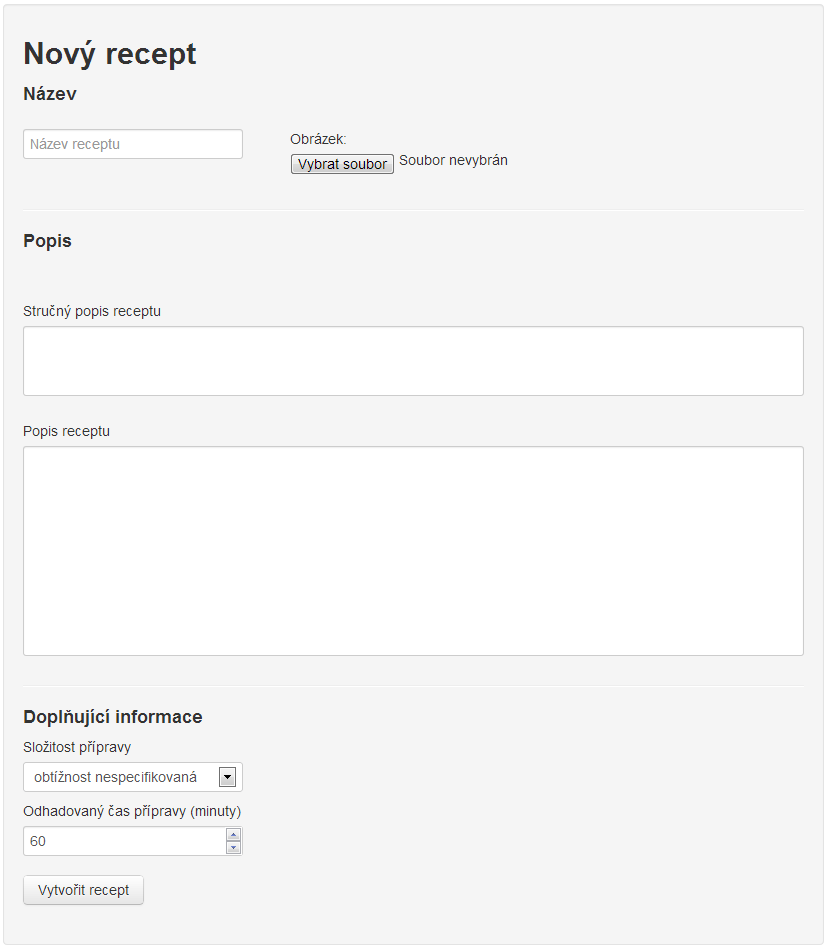 Nový recept
Název
Název receptu
Obrázek:
Vybrat soubor Soubor nevybrán
Popis
Stručný popis receptu
Popis receptu
Doplňující informace
Složitost přípravy
obtížnost nespecifikovaná
Odhadovaný čas přípravy (minuty)
60
Vytvořit recept